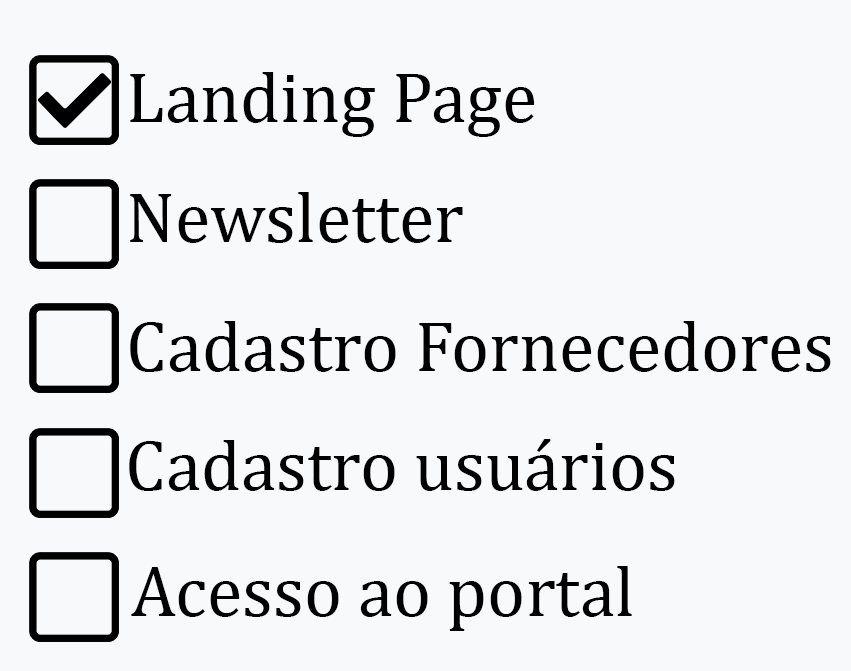 Landing Page
Newsletter
Cadastro Fornecedores
Cadastro usuários
Acesso ao portal